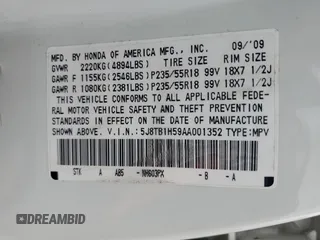 MFD. BY HONDA OF AMERICA MFG., INC. 09/'09
GVWR 2220KG(4894LBS) TIRE SIZE RIM SIZE
GAWR F 1155KG(2546LBS)P235/55R18 99V 18X7 1/2J
GAWR R 1080KG(2381LBS)P235/55R18 99V 18X7 1/2J
THIS VEHICLE CONFORMS TO ALL APPLICABLE FEDE-
RAL MOTOR VEHICLE SAFETY AND THEFT PREVENTION
STANDARDS IN EFFECT ON THE DATE OF MANUFACTURE
SHOWN ABOVE. V.I.N.:5J8TB1H59AA001352 TYPE:MPV
STK A AB5- NH603PX -B -A
DREAMBID